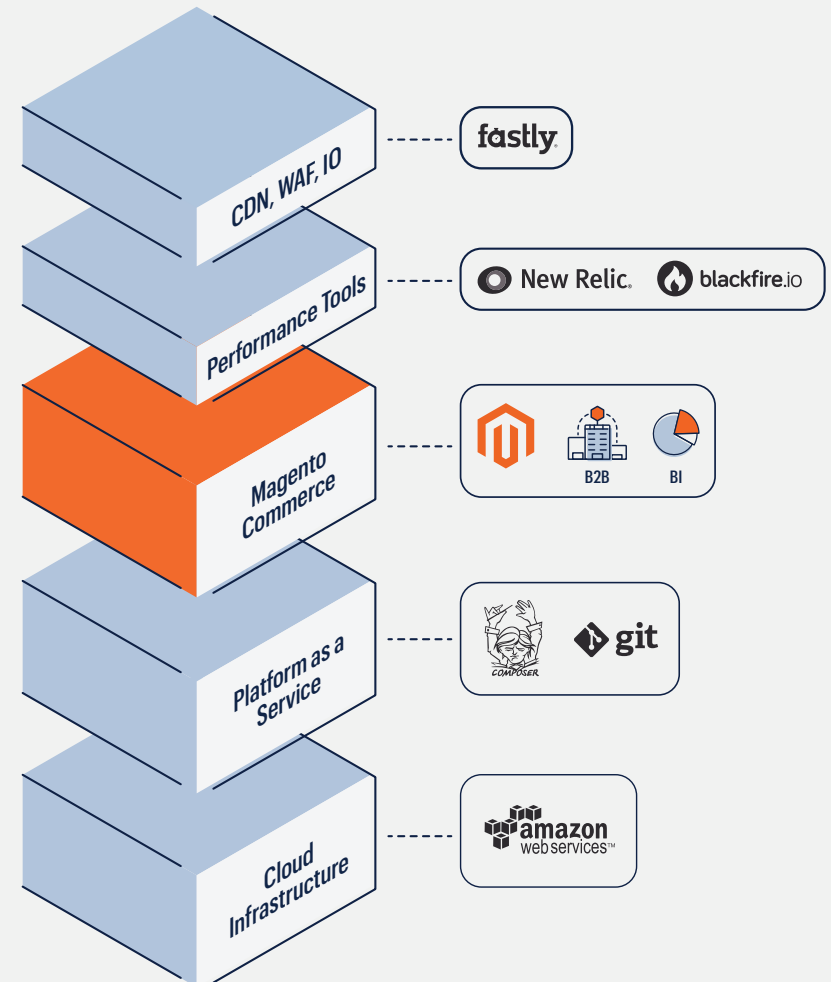 CDN, WAF, IO
fastly
Performance Tools
New Relic.
blackfire.io
Magento
Commerce
B2B
BI
Platform as a
Service
COMPOSER
git
Cloud
Infrastructure
amazon
web services™